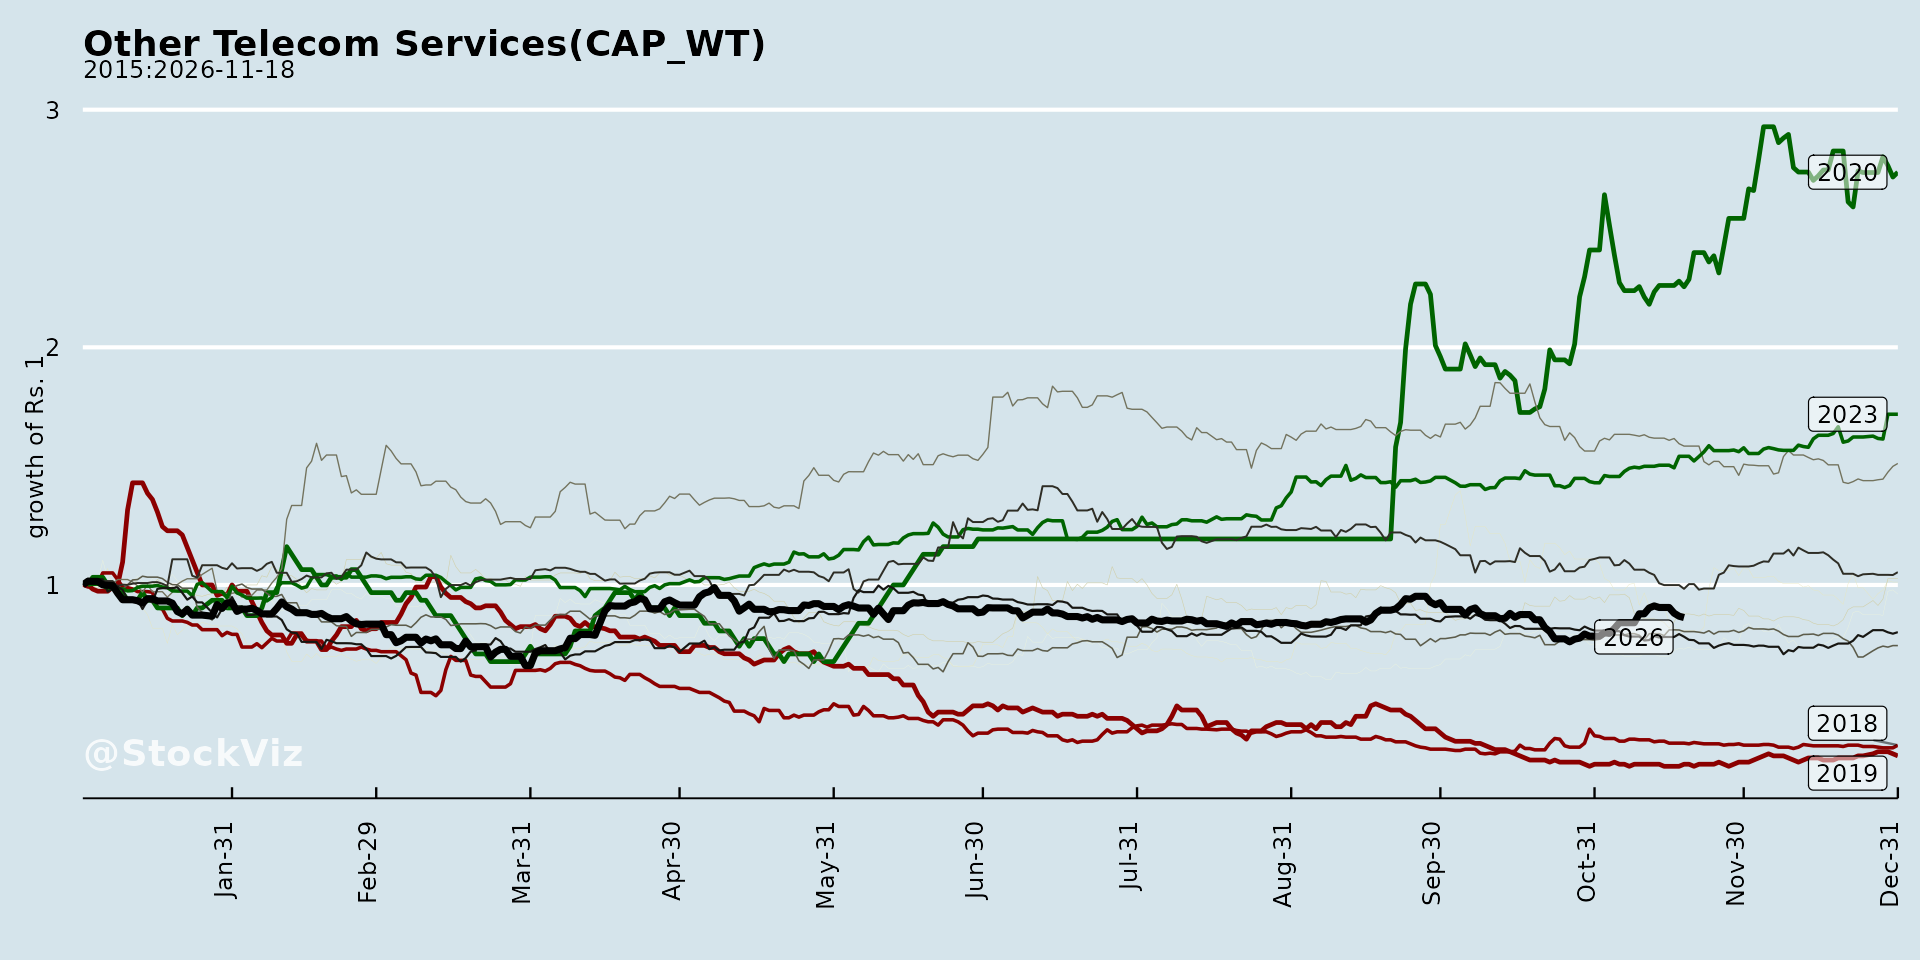 Other Telecom Services(CAP_WT)
2015:2026-11-18
3
2
1
growth of Rs. 1
2020
2023
2026
2018
2019
@StockViz
Jan-31
Feb-29
Mar-31
Apr-30
May-31
Jun-30
Jul-31
Aug-31
Sep-30
Oct-31
Nov-30
Dec-31